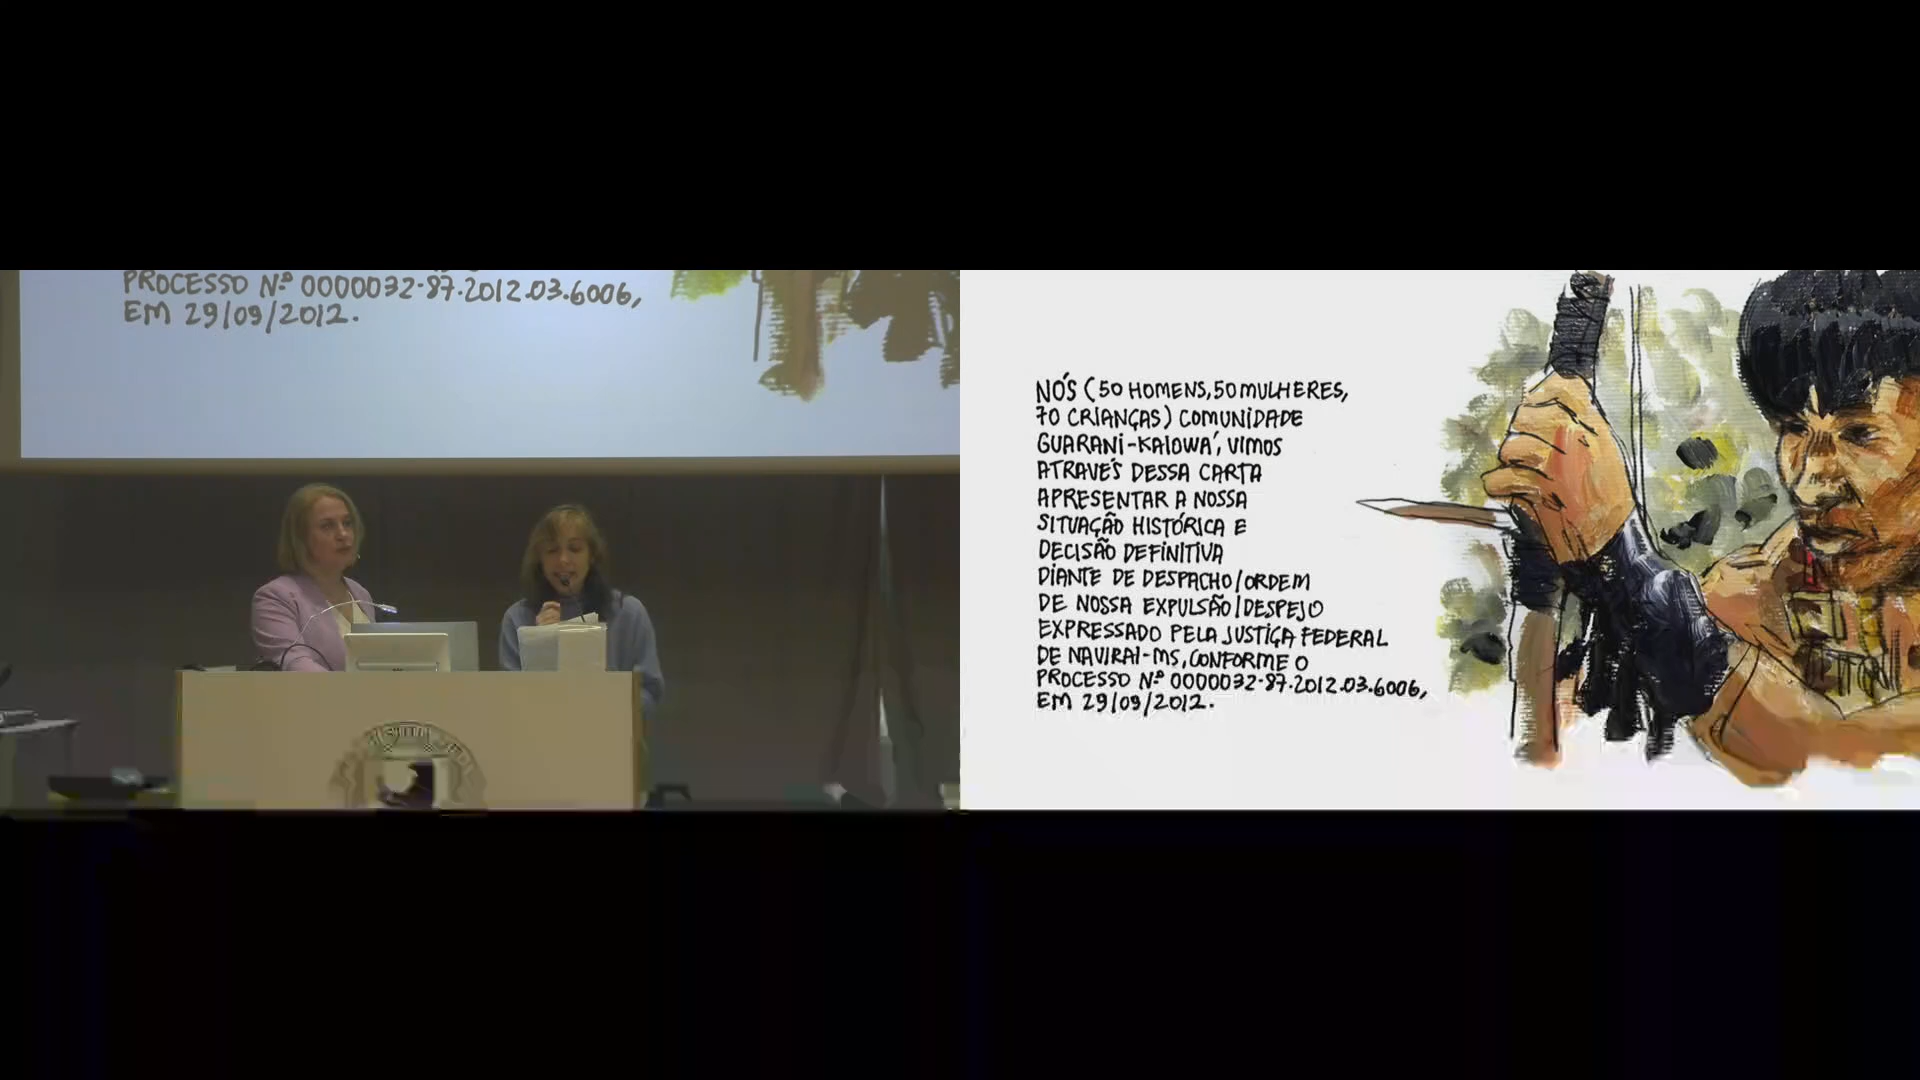 PROCESSO Nº 0000032-87.2012.03.6006,
EM 29/09/2012.
NÓS (50 HOMENS, 50 MULHERES,
70 CRIANÇAS) COMUNIDADE
GUARANI-KAIOWÁ, VIMOS
ATRAVÉS DESSA CARTA
APRESENTAR A NOSSA
SITUAÇÃO HISTÓRICA E
DECISÃO DEFINITIVA
DIANTE DE DESPACHO/ORDEM
DE NOSSA EXPULSÃO/DESPEJO
EXPRESSADO PELA JUSTIÇA FEDERAL
DE NAVIRAI-MS, CONFORME O
PROCESSO Nº 0000032-87.2012.03.6006,
EM 29/09/2012.